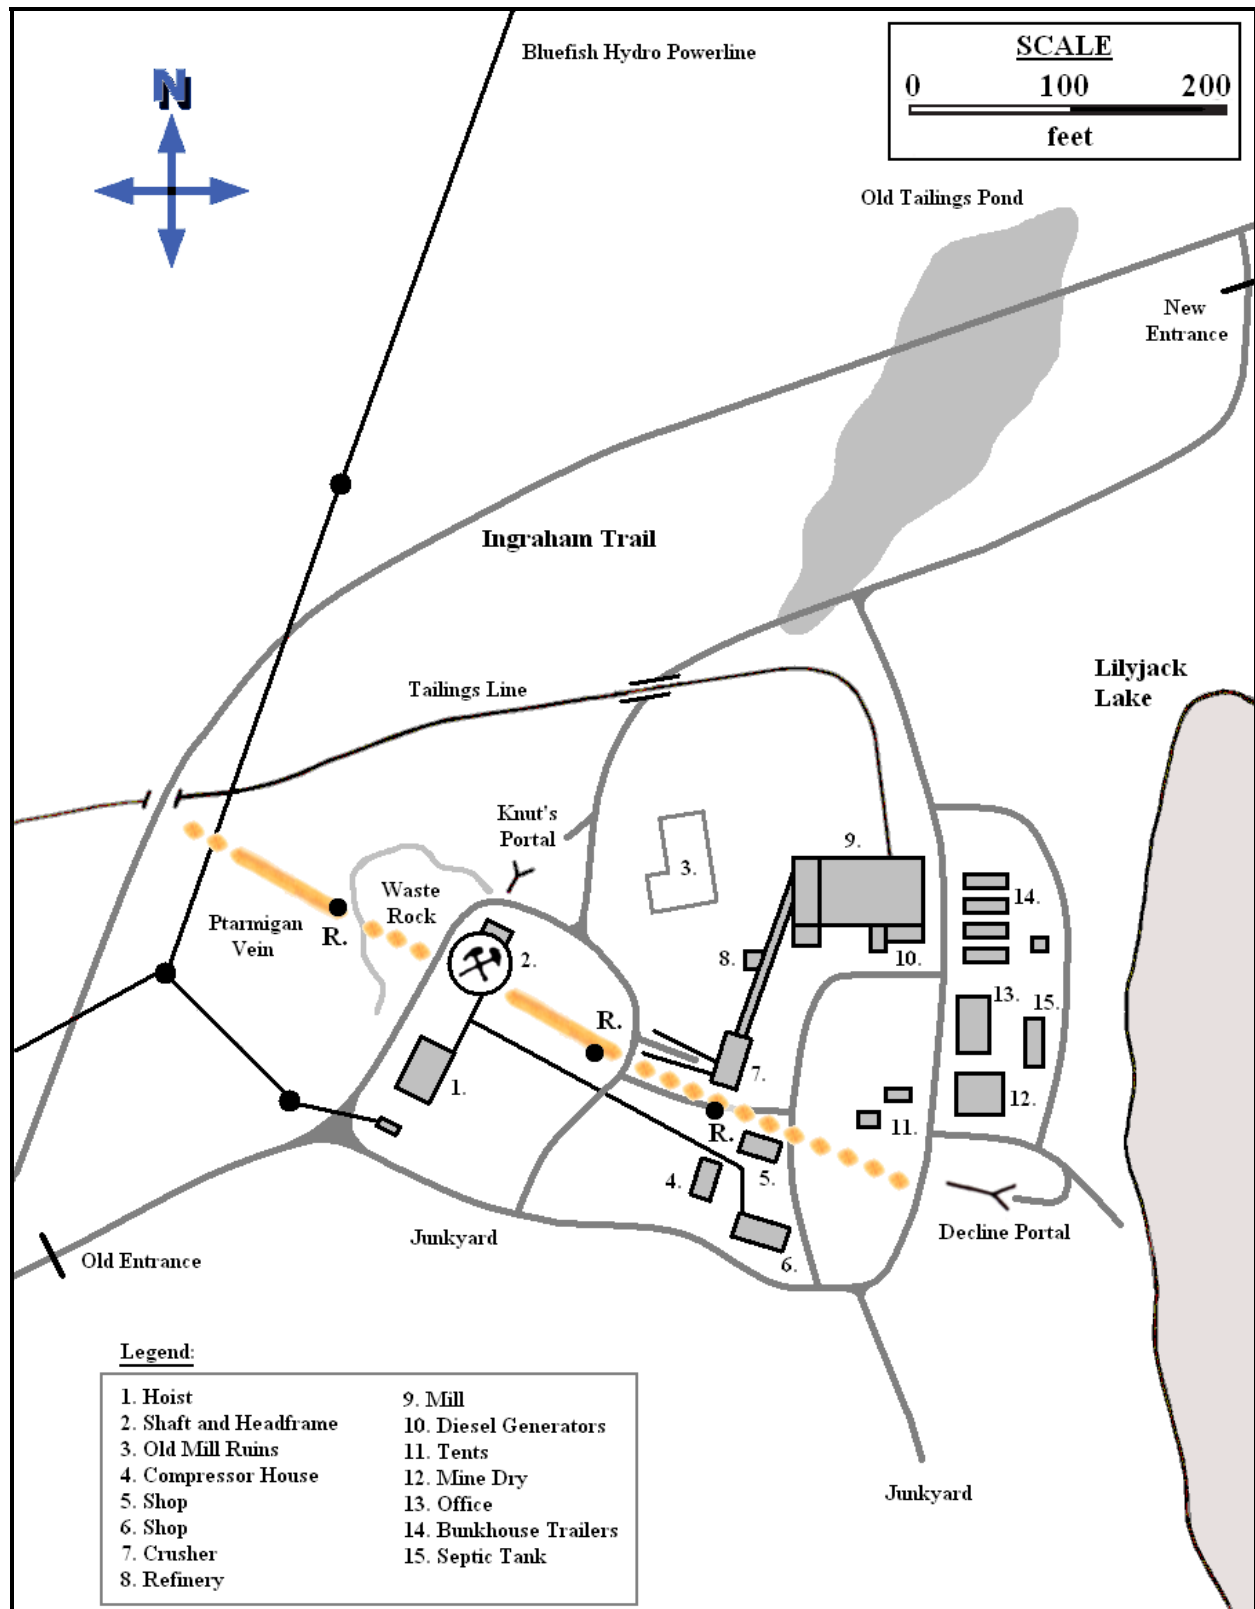 N
Bluefish Hydro Powerline
SCALE
0 100 200
feet
Old Tailings Pond
New
Entrance
Ingraham Trail
Lilyjack
Lake
Tailings Line
Knut's
Portal
9.
3.
Waste
Rock
14.
Ptarmigan
Vein
R.
2.
8.
10.
13.
15.
R.
7.
1.
12.
11.
R.
5.
4.
Decline Portal
Junkyard
Old Entrance
6.
Junkyard
Legend:
1. Hoist
2. Shaft and Headframe
3. Old Mill Ruins
4. Compressor House
5. Shop
6. Shop
7. Crusher
8. Refinery
9. Mill
10. Diesel Generators
11. Tents
12. Mine Dry
13. Office
14. Bunkhouse Trailers
15. Septic Tank